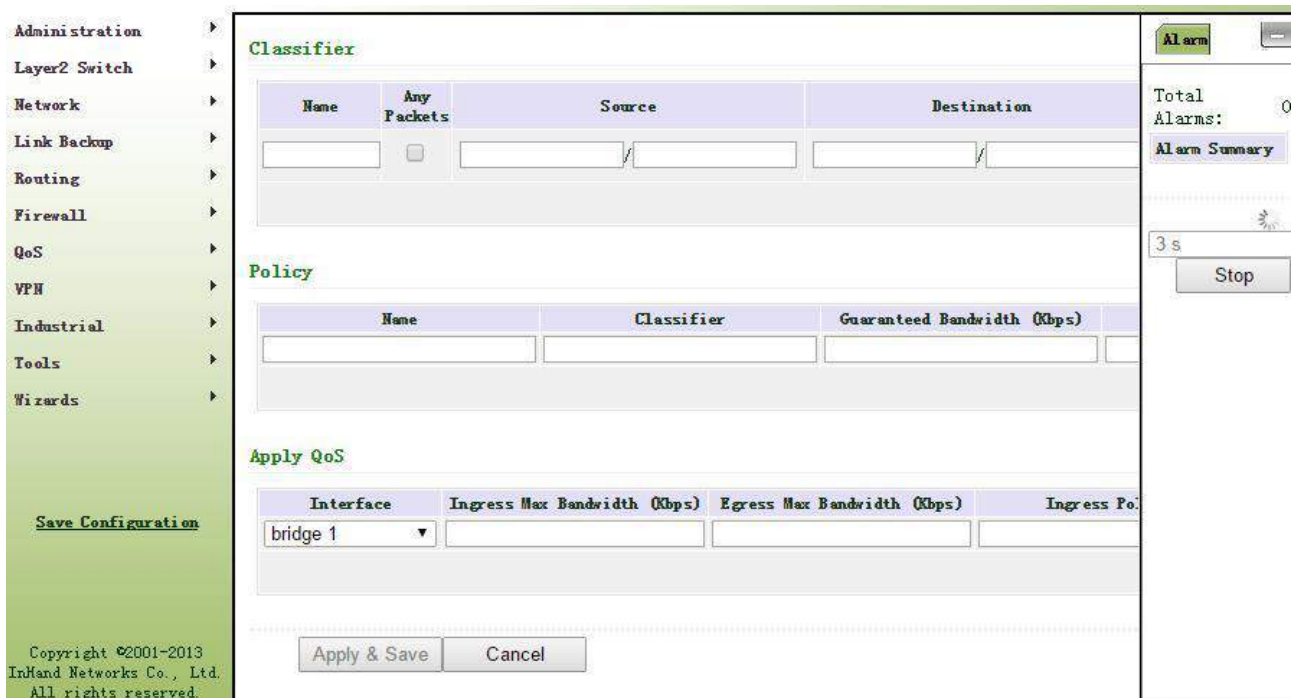 Administration
Layer2 Switch
Network
Link Backup
Routing
Firewall
QoS
VPN
Industrial
Tools
Wizards
Save Configuration
Copyright ©2001-2013
InHand Networks Co., Ltd.
All rights reserved.
Classifier
Name Any Packets Source Destination
/ /
Policy
Name Classifier Guaranteed Bandwidth (Kbps)
Apply QoS
Interface Ingress Max Bandwidth (Kbps) Egress Max Bandwidth (Kbps) Ingress
bridge 1
Apply & Save Cancel
Alarm
Total
Alarms: 0
Alarm Summary
3 s
Stop